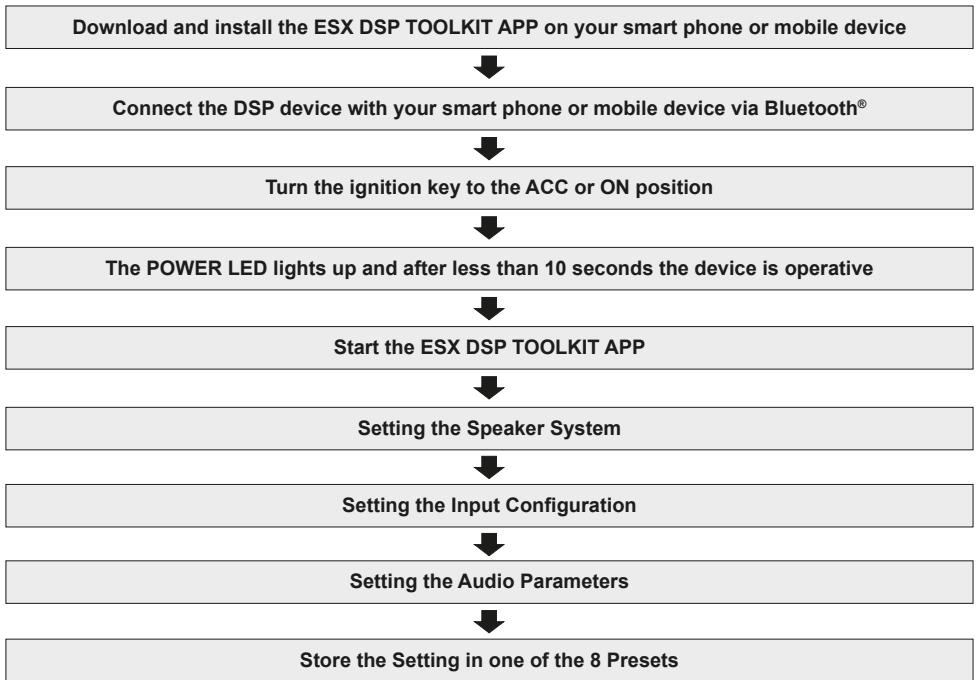 Download and install the ESX DSP TOOLKIT APP on your smart phone or mobile device
Connect the DSP device with your smart phone or mobile device via Bluetooth®
Turn the ignition key to the ACC or ON position
The POWER LED lights up and after less than 10 seconds the device is operative
Start the ESX DSP TOOLKIT APP
Setting the Speaker System
Setting the Input Configuration
Setting the Audio Parameters
Store the Setting in one of the 8 Presets